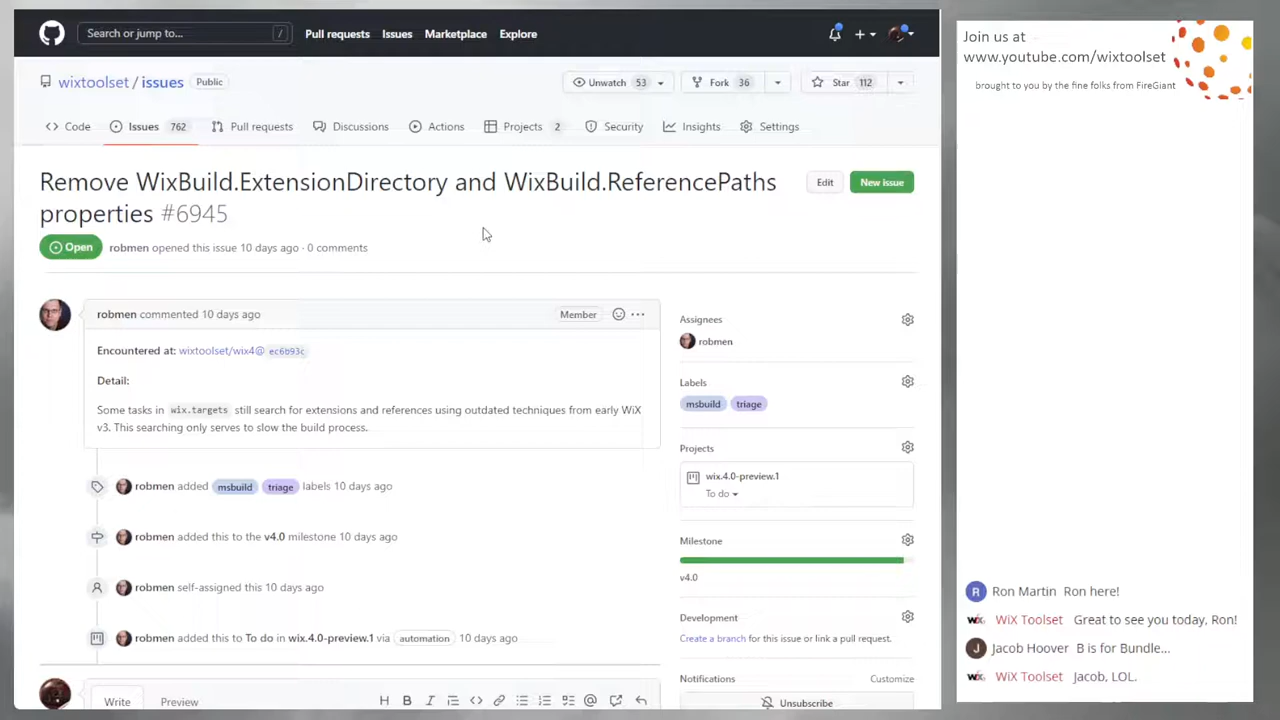 Search or jump to...
/
Pull requests
Issues
Marketplace
Explore
wixtoolset / issues
Public
Unwatch 53
Fork 36
Star 112
Code
Issues 762
Pull requests
Discussions
Actions
Projects 2
Security
Insights
Settings
Remove WixBuild.ExtensionDirectory and WixBuild.ReferencePaths
properties #6945
Edit
New issue
Open
robmen opened this issue 10 days ago · 0 comments
robmen commented 10 days ago
Member
Encountered at: wixtoolset/wix4@ ec6b93c
Detail:
Some tasks in wix.targets still search for extensions and references using outdated techniques from early WiX
v3. This searching only serves to slow the build process.
robmen added msbuild triage labels 10 days ago
robmen added this to the v4.0 milestone 10 days ago
robmen self-assigned this 10 days ago
robmen added this to To do in wix.4.0-preview.1 via automation 10 days ago
Write
Preview
H B I
Assignees
robmen
Labels
msbuild triage
Projects
wix.4.0-preview.1
To do
Milestone
v4.0
Development
Create a branch for this issue or link a pull request.
Notifications
Customize
Unsubscribe
Join us at
www.youtube.com/wixtoolset
brought to you by the fine folks from FireGiant
R Ron Martin Ron here!
wix WiX Toolset Great to see you today, Ron!
J Jacob Hoover B is for Bundle...
wix WiX Toolset Jacob, LOL.